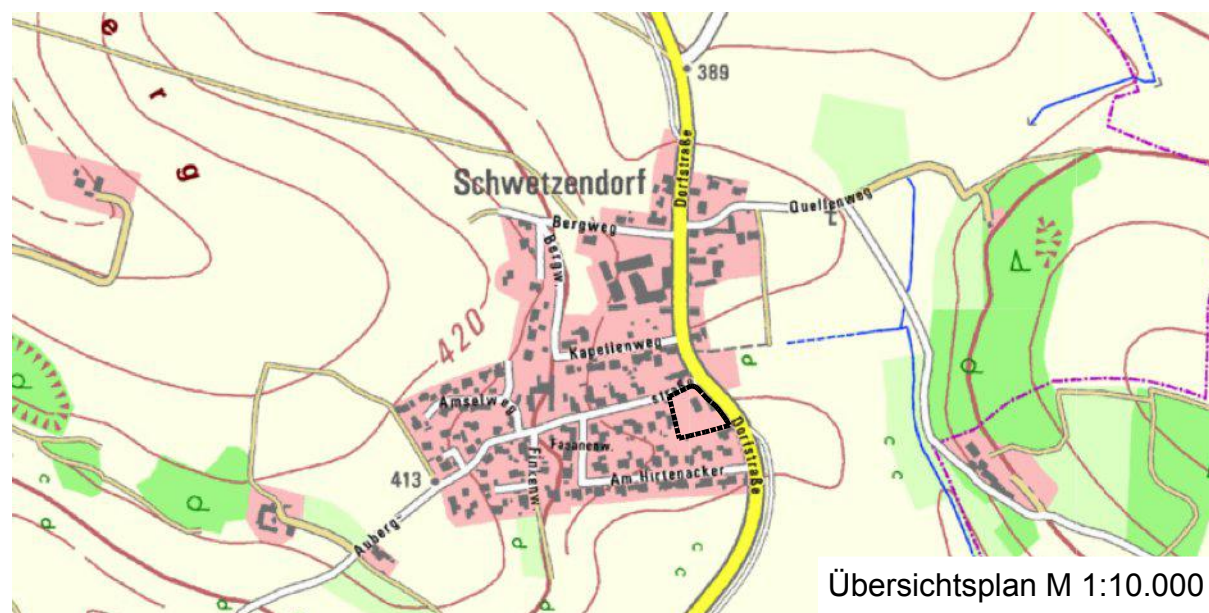 e
r
g
389
Dorfstraße
Schwetzendorf
Quellenweg
Bergweg
Bergw.
420
Kapellenweg
Amselweg
str
Fasanenw.
Dorfstraße
Finkenw.
Am Hirtenacker
413
Auberg-
Übersichtsplan M 1:10.000